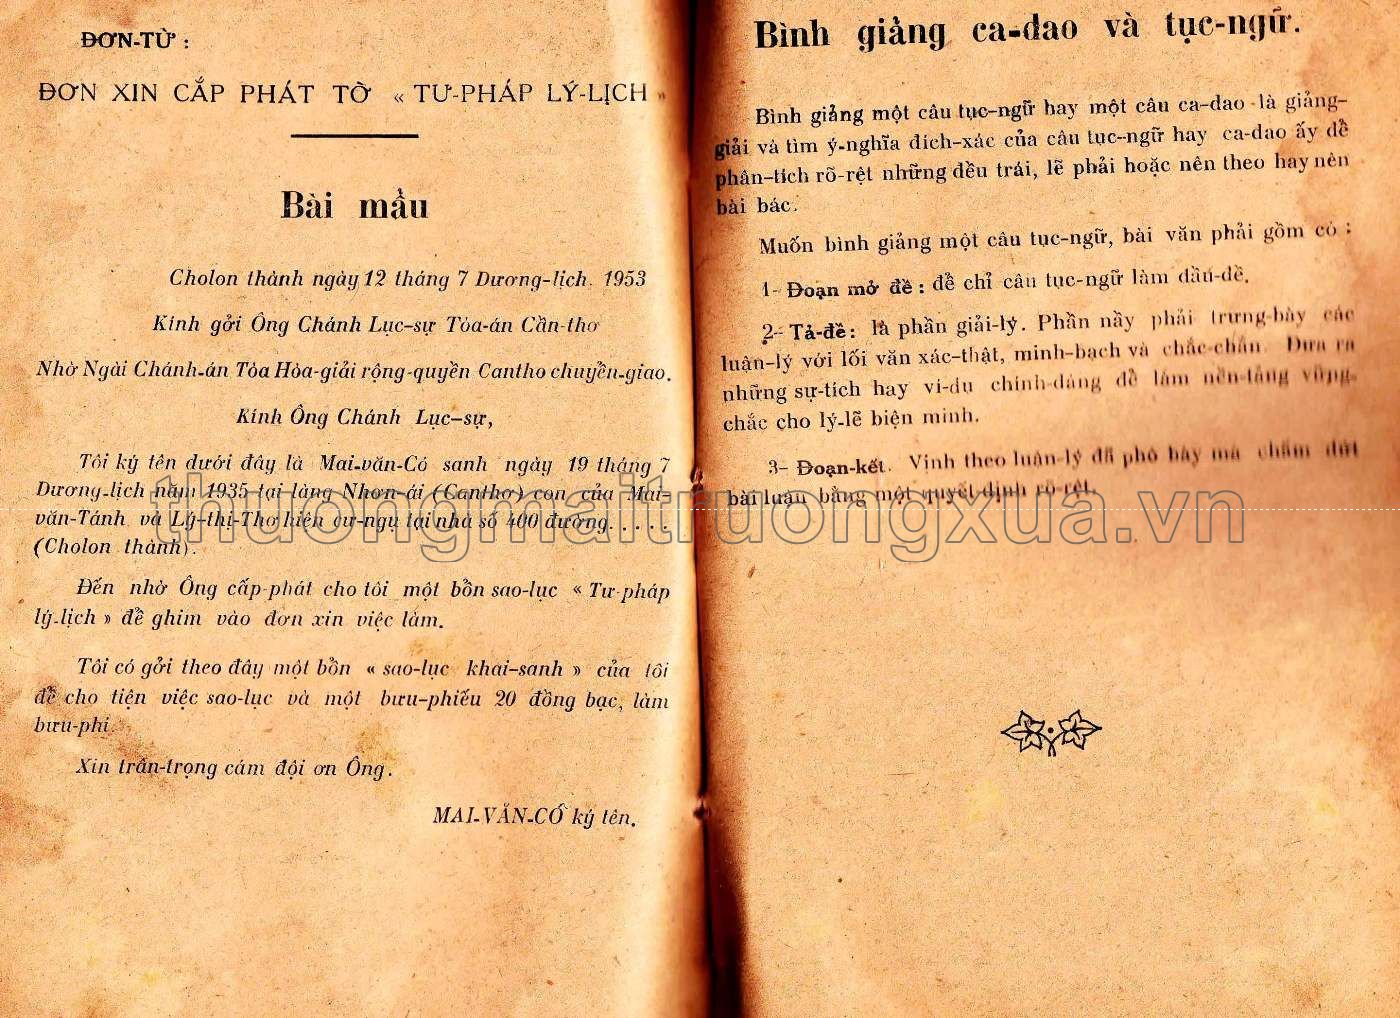 ĐƠN-TỪ :
ĐƠN XIN CẤP PHÁT TỜ « TƯ-PHÁP LÝ-LỊCH »
Bài mẫu
Cholon thành ngày 12 tháng 7 Dương-lịch. 1953
Kính gởi Ông Chánh Lục-sự Tòa-án Cần-thơ
Nhờ Ngài Chánh-án Tòa Hòa-giải rộng-quyền Cantho chuyển-giao.
Kính Ông Chánh Lục-sự,
Tôi ký tên dưới đây là Mai-văn-Có sanh ngày 19 tháng 7
Dương-lịch năm 1935 tại làng Nhơn-ái (Canthơ) con của Mai-
văn-Tánh và Lý-thị-Thơ hiện cư-ngụ tại nhà số 400 đường. . . . .
(Cholon thành).
Đến nhờ Ông cấp-phát cho tôi một bổn sao-lục « Tư-pháp
lý-lịch » để ghim vào đơn xin việc làm.
Tôi có gởi theo đây một bổn « sao-lục khai-sanh » của tôi
để cho tiện việc sao-lục và một bưu-phiếu 20 đồng bạc, làm
bưu-phí.
Xin trân-trọng cám đội ơn Ông.
MAI-VĂN-CÓ ký tên.
Bình giảng ca-dao và tục-ngữ.
Bình giảng một câu tục-ngữ hay một câu ca-dao là giảng-
giải và tìm ý-nghĩa đích-xác của câu tục-ngữ hay ca-dao ấy để
phân-tích rõ-rệt những đều trái, lẽ phải hoặc nên theo hay nên
bài bác.
Muốn bình giảng một câu tục-ngữ, bài văn phải gồm có :
1- Đoạn mở đề : để chỉ câu tục-ngữ làm đầu-đề.
2- Tả-đề : là phần giải-lý. Phần nầy phải trưng-bày các
luận-lý với lối văn xác-thật, minh-bạch và chắc-chắn. Đưa ra
những sự-tích hay ví-dụ chính-đáng để làm nền-tảng vững-
chắc cho lý-lẽ biện minh.
3- Đoạn-kết. Vịnh theo luận-lý đã phô bày mà chấm dứt
bài luận bằng một quyết-định rõ-rệt.
thuongmaitruongxua.vn